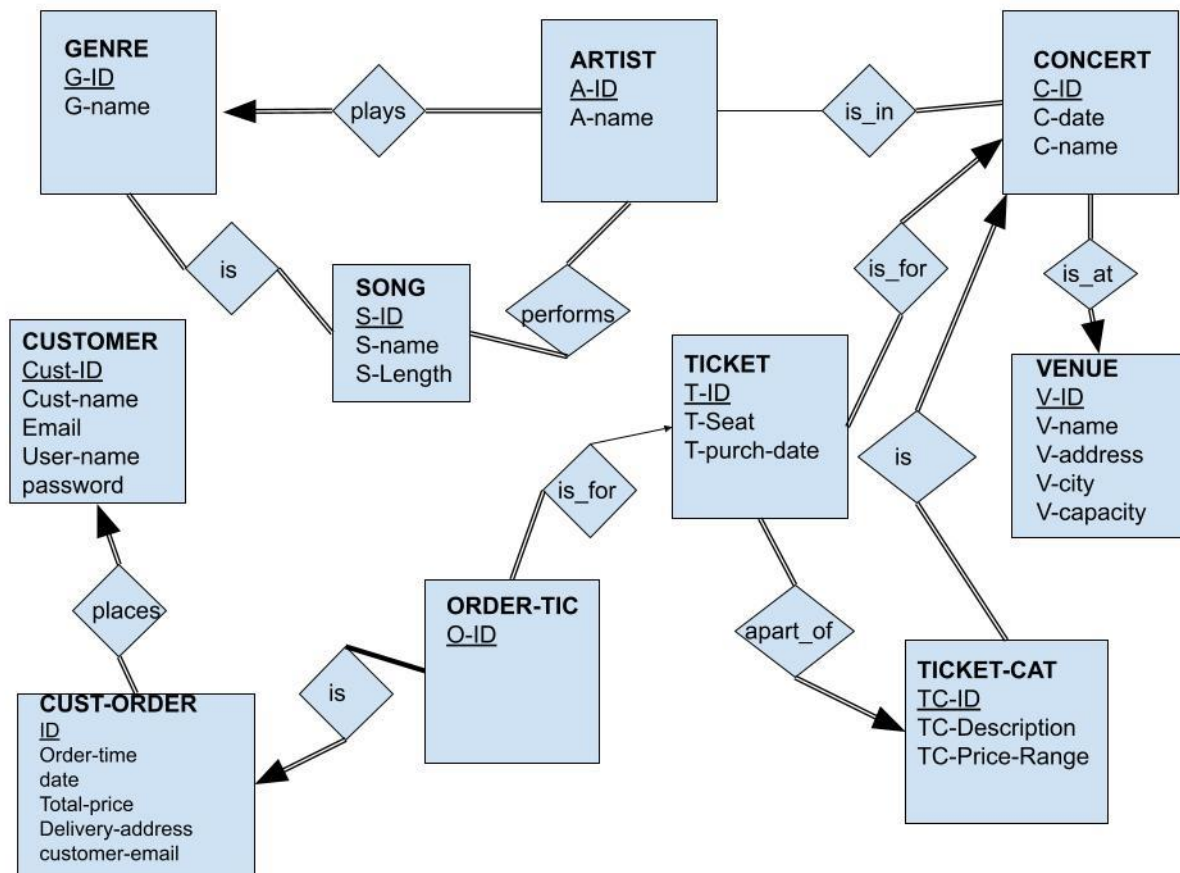 GENRE
G-ID
G-name
plays
ARTIST
A-ID
A-name
is_in
CONCERT
C-ID
C-date
C-name
is
SONG
S-ID
S-name
S-Length
performs
is_for
is_at
CUSTOMER
Cust-ID
Cust-name
Email
User-name
password
TICKET
T-ID
T-Seat
T-purch-date
is
VENUE
V-ID
V-name
V-address
V-city
V-capacity
is_for
places
ORDER-TIC
O-ID
apart_of
TICKET-CAT
TC-ID
TC-Description
TC-Price-Range
is
CUST-ORDER
ID
Order-time
date
Total-price
Delivery-address
customer-email